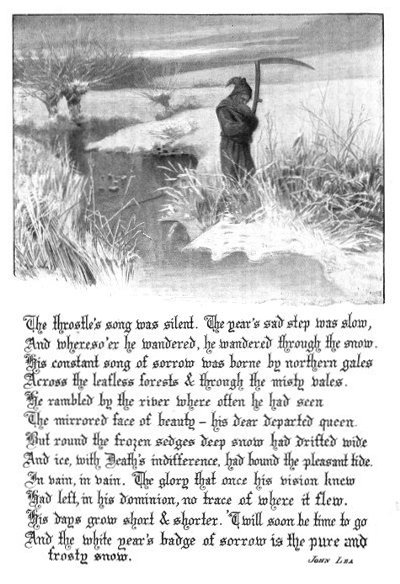 The throstle's song was silent. The year's sad step was slow,
And whereso'er he wandered, he wandered through the snow.
His constant song of sorrow was borne by northern gales
Across the leafless forests & through the misty vales.
He rambled by the river where often he had seen
The mirrored face of beauty – his dear departed queen.
But round the frozen sedges deep snow had drifted wide
And ice, with Death's indifference, had bound the pleasant tide.
In vain, in vain. The glory that once his vision knew
Had left, in his dominion, no trace of where it flew.
His days grow short & shorter. 'Twill soon be time to go
And the white year's badge of sorrow is the pure and
frosty snow.
JOHN LEA